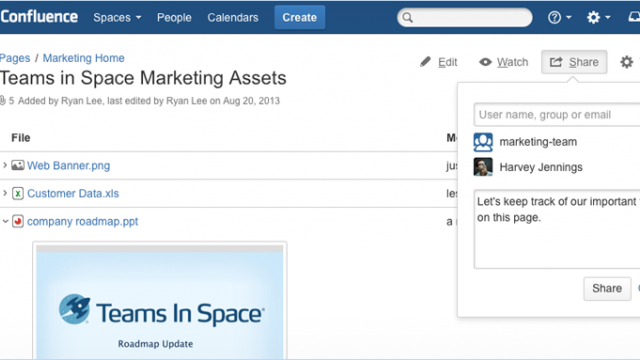 Confluence Spaces People Calendars Create
Pages / Marketing Home
Edit Watch Share
Teams in Space Marketing Assets
5 Added by Ryan Lee, last edited by Ryan Lee on Aug 20, 2013
User name, group or email
File
marketing-team
Web Banner.png
Harvey Jennings
Customer Data.xls
company roadmap.ppt
a
Let's keep track of our important
on this page.
Teams In Space
Roadmap Update
Share